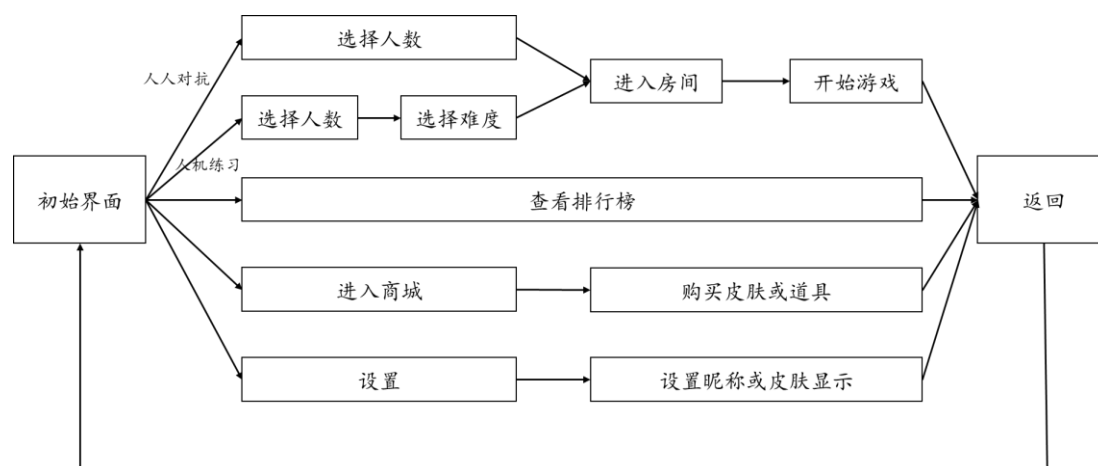 选择人数
人人对抗
进入房间
开始游戏
选择人数
选择难度
人机练习
初始界面
查看排行榜
返回
进入商城
购买皮肤或道具
设置
设置昵称或皮肤显示